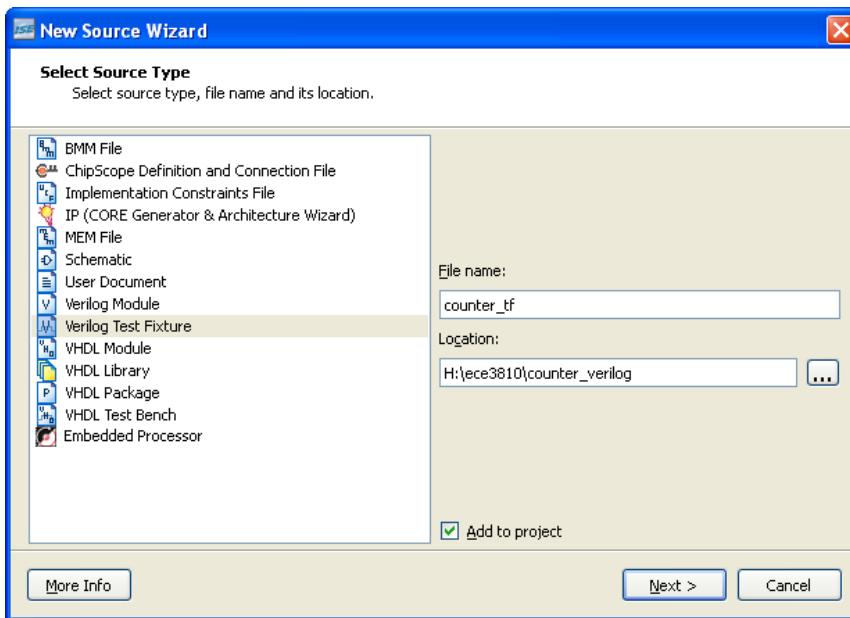 ISE New Source Wizard
Select Source Type
Select source type, file name and its location.
BMM File
ChipScope Definition and Connection File
Implementation Constraints File
IP (CORE Generator & Architecture Wizard)
MEM File
Schematic
User Document
Verilog Module
Verilog Test Fixture
VHDL Module
VHDL Library
VHDL Package
VHDL Test Bench
Embedded Processor
File name:
counter_tf
Location:
H:\ece3810\counter_verilog
...
Add to project
More Info
Next >
Cancel